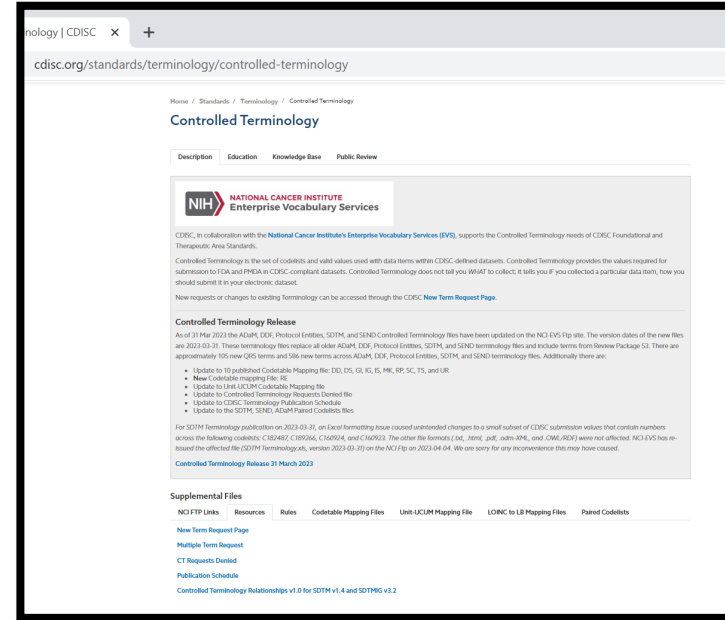 nology | CDISC × +
cdisc.org/standards/terminology/controlled-terminology
Home / Standards / Terminology / Controlled Terminology
Controlled Terminology
Description Education Knowledge Base Public Review
NIH NATIONAL CANCER INSTITUTE
Enterprise Vocabulary Services
CDISC, in collaboration with the National Cancer Institute's Enterprise Vocabulary Services (EVS), supports the Controlled Terminology needs of CDISC Foundational and
Therapeutic Area Standards.
Controlled Terminology is the set of codelists and valid values used with data items within CDISC-defined datasets. Controlled Terminology provides the values required for
submission to FDA and PMDA in CDISC-compliant datasets. Controlled Terminology does not tell you WHAT to collect; it tells you IF you collected a particular data item, how you
should submit it in your electronic dataset.
New requests or changes to existing Terminology can be accessed through the CDISC New Term Request Page.
Controlled Terminology Release
As of 31 Mar 2023 the ADaM, DDF, Protocol Entities, SDTM, and SEND Controlled Terminology files have been updated on the NCI-EVS Ftp site. The version dates of the new files
are 2023-03-31. These terminology files replace all older ADaM, DDF, Protocol Entities, SDTM, and SEND terminology files and include terms from Review Package 53. There are
approximately 105 new QRS terms and 586 new terms across ADaM, DDF, Protocol Entities, SDTM, and SEND terminology files. Additionally there are:
• Update to 10 published Codetable Mapping file: DD, DS, GI, IG, IS, MK, RP, SC, TS, and UR
• New Codetable mapping File: RE
• Update to Unit-UCUM Codetable Mapping file
• Update to Controlled Terminology Requests Denied file
• Update to CDISC Terminology Publication Schedule
• Update to the SDTM, SEND, ADaM Paired Codelists files
For SDTM Terminology publication on 2023-03-31, an Excel formatting issue caused unintended changes to a small subset of CDISC submission values that contain numbers
across the following codelists: C182487, C189266, C160924, and C160923. The other file formats (.txt, .html, .pdf, .odm-XML, and .OWL/RDF) were not affected. NCI-EVS has re-
issued the affected file (SDTM Terminology.xls, version 2023-03-31) on the NCI Ftp on 2023-04-04. We are sorry for any inconvenience this may have caused.
Controlled Terminology Release 31 March 2023
Supplemental Files
NCI FTP Links Resources Rules Codetable Mapping Files Unit-UCUM Mapping File LOINC to LB Mapping Files Paired Codelists
New Term Request Page
Multiple Term Request
CT Requests Denied
Publication Schedule
Controlled Terminology Relationships v1.0 for SDTM v1.4 and SDTMIG v3.2